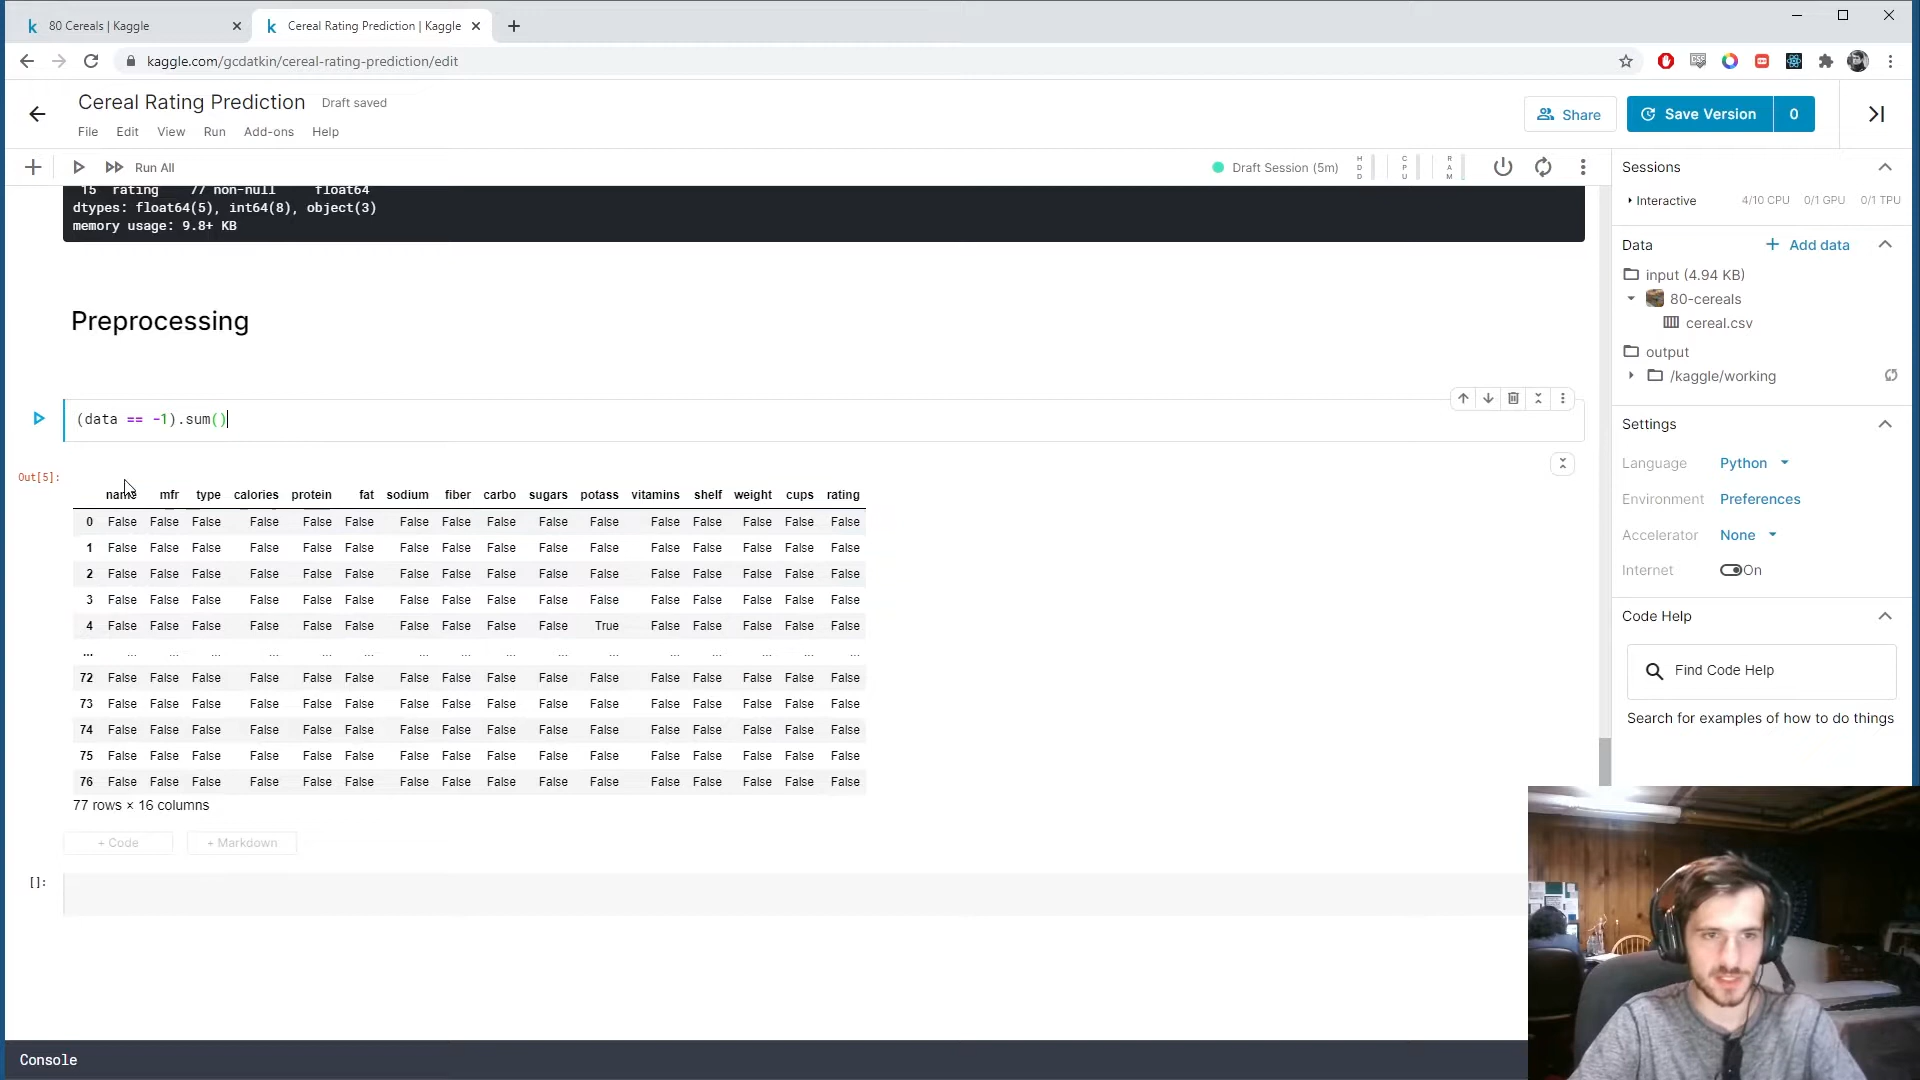 80 Cereals | Kaggle
Cereal Rating Prediction | Kaggle
kaggle.com/gcdatkin/cereal-rating-prediction/edit
Cereal Rating Prediction
Draft saved
File Edit View Run Add-ons Help
Share
Save Version 0
Run All
Draft Session (5m)
HDD
CPU
RAM
15 rating 77 non-null float64
dtypes: float64(5), int64(8), object(3)
memory usage: 9.8+ KB
Preprocessing
(data == -1).sum()
Out[5]:
name mfr type calories protein fat sodium fiber carbo sugars potass vitamins shelf weight cups rating
0 False False False False False False False False False False False False False False False False
1 False False False False False False False False False False False False False False False False
2 False False False False False False False False False False False False False False False False
3 False False False False False False False False False False False False False False False False
4 False False False False False False False False False False True False False False False False
... ... ... ... ... ... ... ... ... ... ... ... ... ... ... ... ...
72 False False False False False False False False False False False False False False False False
73 False False False False False False False False False False False False False False False False
74 False False False False False False False False False False False False False False False False
75 False False False False False False False False False False False False False False False False
76 False False False False False False False False False False False False False False False False
77 rows × 16 columns
+ Code
+ Markdown
[]:
Console
Sessions
Interactive 4/10 CPU 0/1 GPU 0/1 TPU
Data
+ Add data
input (4.94 KB)
80-cereals
cereal.csv
output
/kaggle/working
Settings
Language Python
Environment Preferences
Accelerator None
Internet On
Code Help
Find Code Help
Search for examples of how to do things